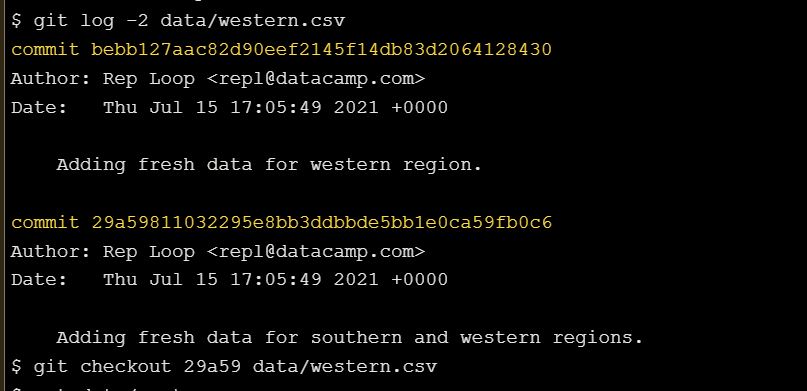 $ git log -2 data/western.csv
commit bebb127aac82d90eef2145f14db83d2064128430
Author: Rep Loop <repl@datacamp.com>
Date:   Thu Jul 15 17:05:49 2021 +0000
    Adding fresh data for western region.
commit 29a59811032295e8bb3ddbbde5bb1e0ca59fb0c6
Author: Rep Loop <repl@datacamp.com>
Date:   Thu Jul 15 17:05:49 2021 +0000
    Adding fresh data for southern and western regions.
$ git checkout 29a59 data/western.csv